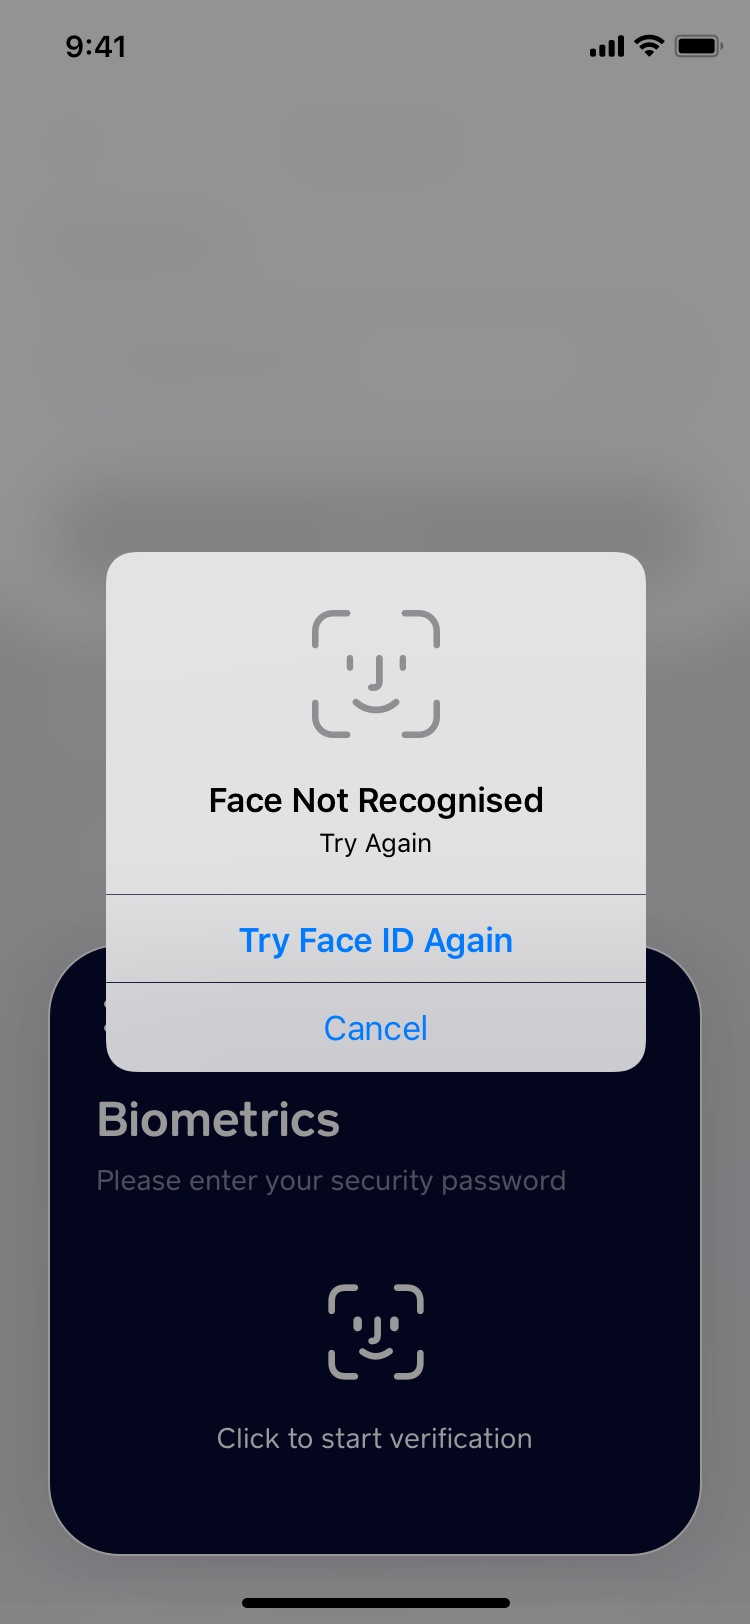 9:41
Face Not Recognised
Try Again
Try Face ID Again
Cancel
Biometrics
Please enter your security password
Click to start verification